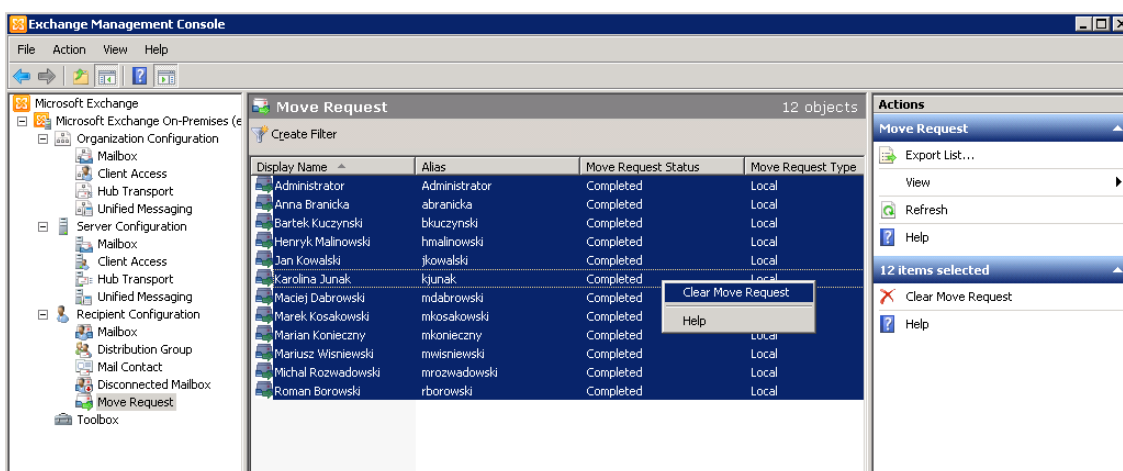 Exchange Management Console
File Action View Help
Microsoft Exchange
Microsoft Exchange On-Premises (e
Organization Configuration
Mailbox
Client Access
Hub Transport
Unified Messaging
Server Configuration
Mailbox
Client Access
Hub Transport
Unified Messaging
Recipient Configuration
Mailbox
Distribution Group
Mail Contact
Disconnected Mailbox
Move Request
Toolbox
Move Request 12 objects
Create Filter
Display Name Alias Move Request Status Move Request Type
Administrator Administrator Completed Local
Anna Branicka abranicka Completed Local
Bartek Kuczynski bkuczynski Completed Local
Henryk Malinowski hmalinowski Completed Local
Jan Kowalski jkowalski Completed Local
Karolina Junak kjunak Completed Local
Maciej Dabrowski mdabrowski Completed
Marek Kosakowski mkosakowski Completed
Marian Konieczny mkonieczny Completed Local
Mariusz Wisniewski mwisniewski Completed Local
Michal Rozwadowski mrozwadowski Completed Local
Roman Borowski rborowski Completed Local
Clear Move Request
Help
Actions
Move Request
Export List...
View
Refresh
Help
12 items selected
Clear Move Request
Help